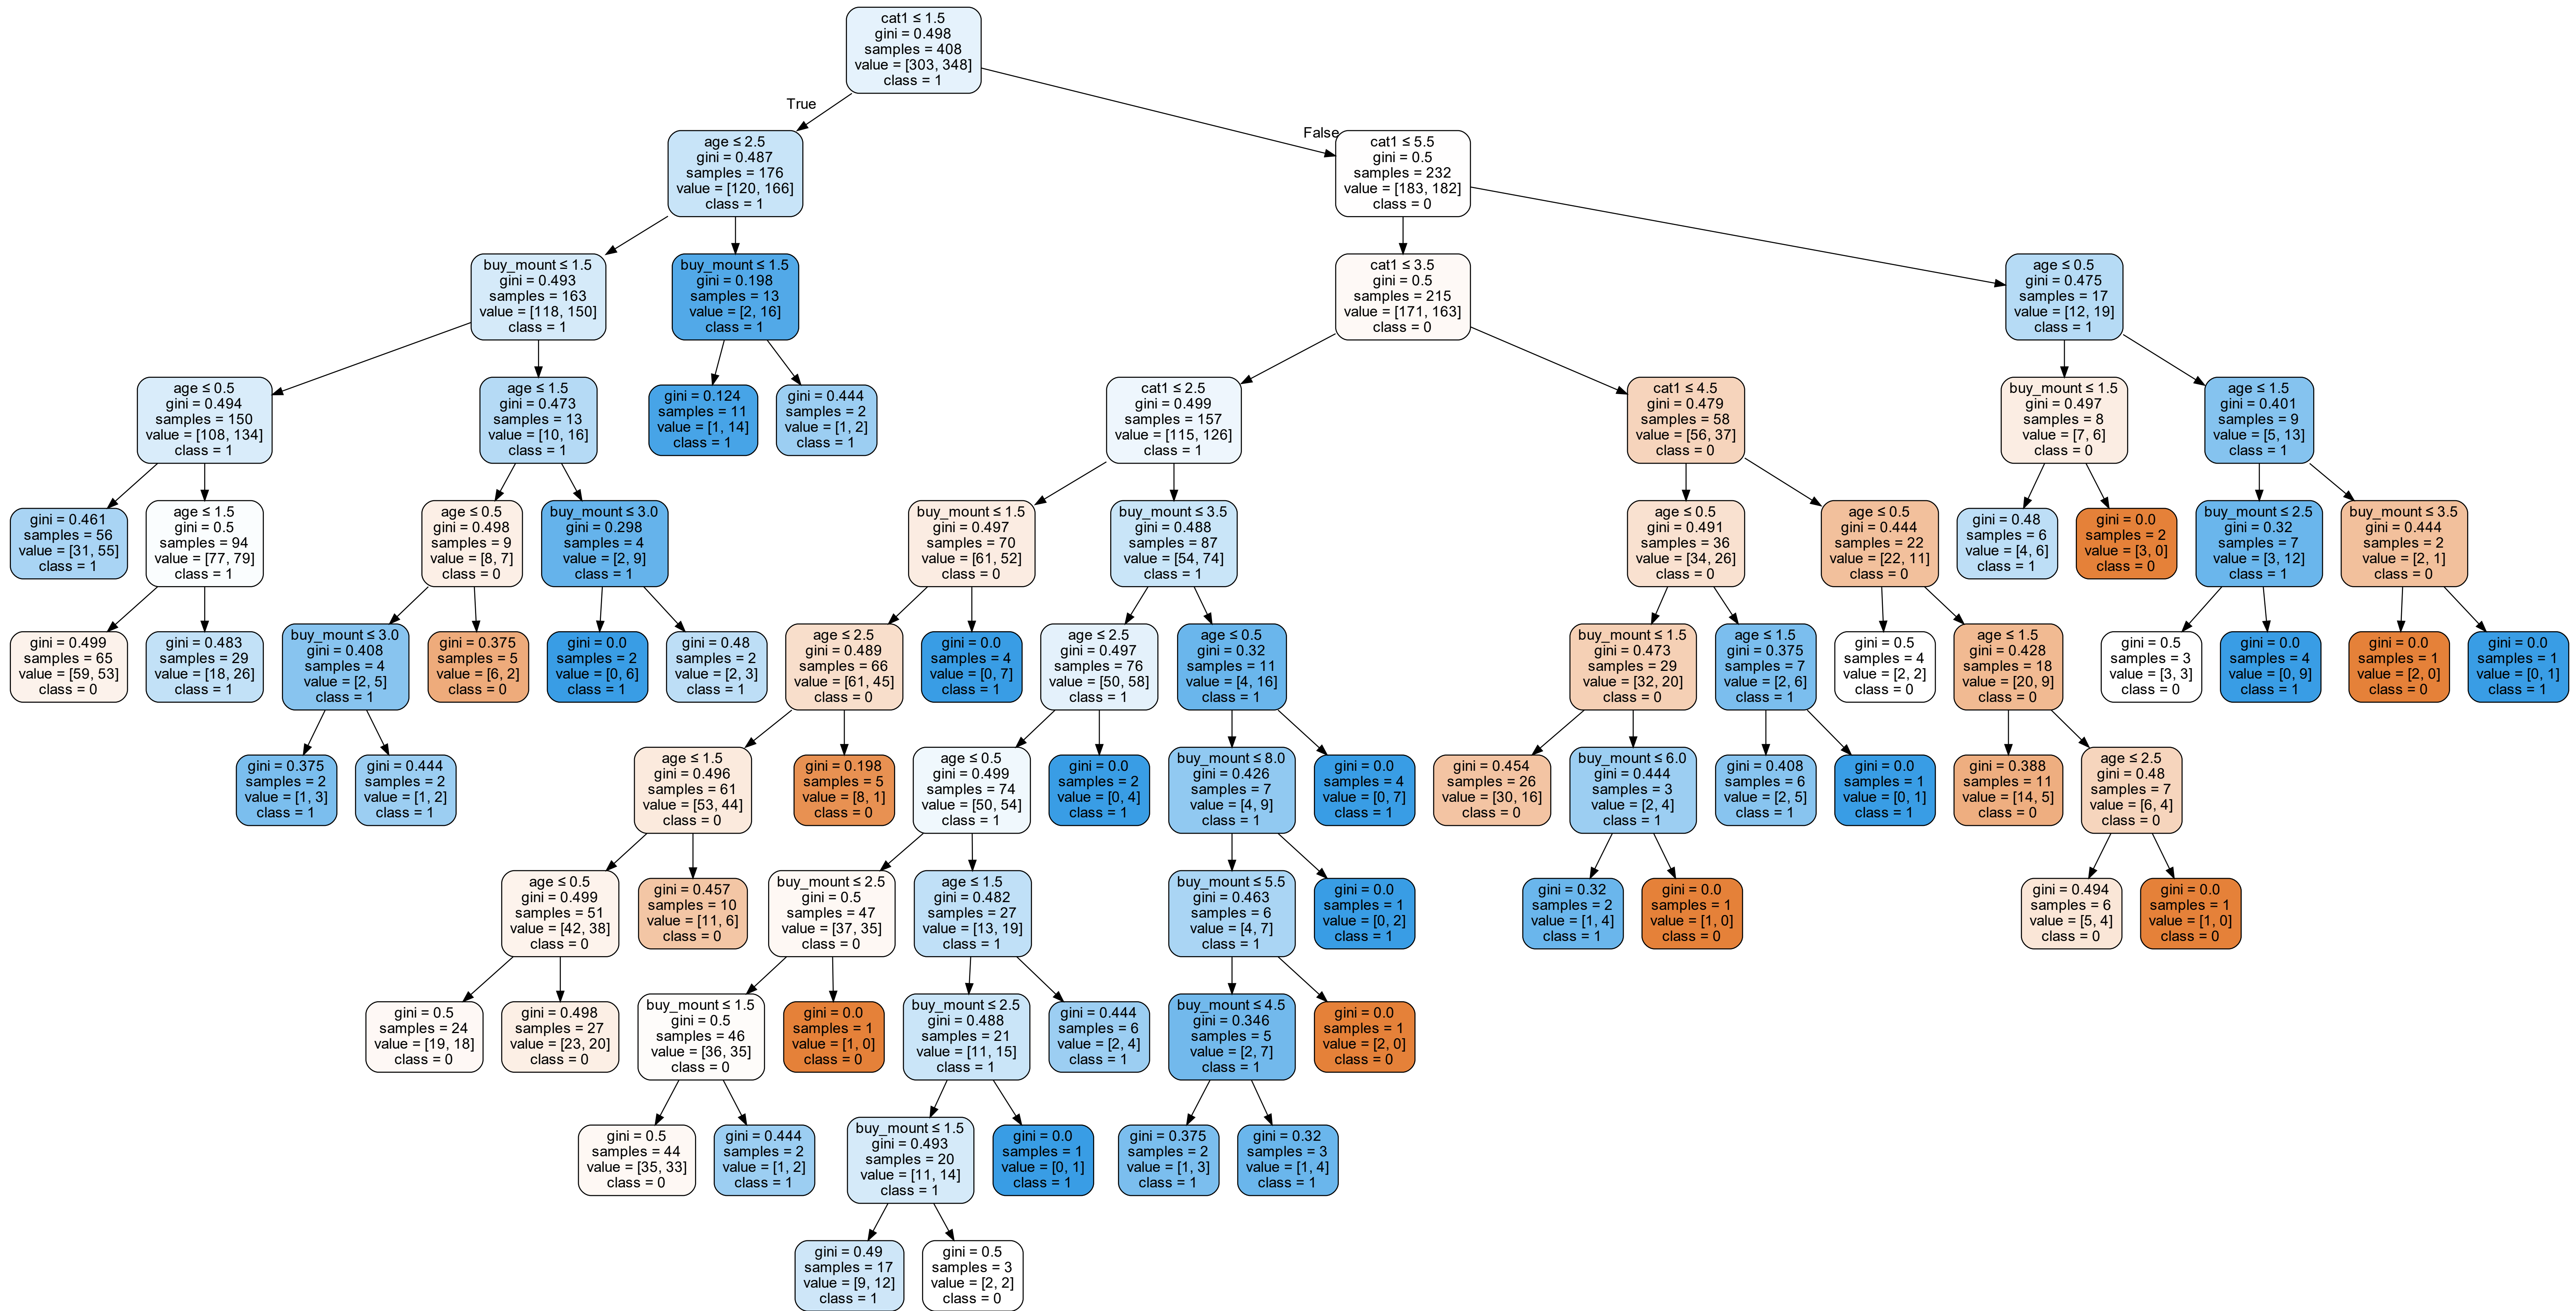 cat1 ≤ 1.5
gini = 0.498
samples = 408
value = [303, 348]
class = 1
True
False
age ≤ 2.5
gini = 0.487
samples = 176
value = [120, 166]
class = 1
cat1 ≤ 5.5
gini = 0.5
samples = 232
value = [183, 182]
class = 0
buy_mount ≤ 1.5
gini = 0.493
samples = 163
value = [118, 150]
class = 1
buy_mount ≤ 1.5
gini = 0.198
samples = 13
value = [2, 16]
class = 1
cat1 ≤ 3.5
gini = 0.5
samples = 215
value = [171, 163]
class = 0
age ≤ 0.5
gini = 0.475
samples = 17
value = [12, 19]
class = 1
age ≤ 0.5
gini = 0.494
samples = 150
value = [108, 134]
class = 1
age ≤ 1.5
gini = 0.473
samples = 13
value = [10, 16]
class = 1
gini = 0.124
samples = 11
value = [1, 14]
class = 1
gini = 0.444
samples = 2
value = [1, 2]
class = 1
cat1 ≤ 2.5
gini = 0.499
samples = 157
value = [115, 126]
class = 1
cat1 ≤ 4.5
gini = 0.479
samples = 58
value = [56, 37]
class = 0
buy_mount ≤ 1.5
gini = 0.497
samples = 8
value = [7, 6]
class = 0
age ≤ 1.5
gini = 0.401
samples = 9
value = [5, 13]
class = 1
gini = 0.461
samples = 56
value = [31, 55]
class = 1
age ≤ 1.5
gini = 0.5
samples = 94
value = [77, 79]
class = 1
age ≤ 0.5
gini = 0.498
samples = 9
value = [8, 7]
class = 0
buy_mount ≤ 3.0
gini = 0.298
samples = 4
value = [2, 9]
class = 1
buy_mount ≤ 1.5
gini = 0.497
samples = 70
value = [61, 52]
class = 0
buy_mount ≤ 3.5
gini = 0.488
samples = 87
value = [54, 74]
class = 1
age ≤ 0.5
gini = 0.491
samples = 36
value = [34, 26]
class = 0
age ≤ 0.5
gini = 0.444
samples = 22
value = [22, 11]
class = 0
gini = 0.48
samples = 6
value = [4, 6]
class = 1
gini = 0.0
samples = 2
value = [3, 0]
class = 0
buy_mount ≤ 2.5
gini = 0.32
samples = 7
value = [3, 12]
class = 1
buy_mount ≤ 3.5
gini = 0.444
samples = 2
value = [2, 1]
class = 0
gini = 0.499
samples = 65
value = [59, 53]
class = 0
gini = 0.483
samples = 29
value = [18, 26]
class = 1
buy_mount ≤ 3.0
gini = 0.408
samples = 4
value = [2, 5]
class = 1
gini = 0.375
samples = 5
value = [6, 2]
class = 0
gini = 0.0
samples = 2
value = [0, 6]
class = 1
gini = 0.48
samples = 2
value = [2, 3]
class = 1
age ≤ 2.5
gini = 0.489
samples = 66
value = [61, 45]
class = 0
gini = 0.0
samples = 4
value = [0, 7]
class = 1
age ≤ 2.5
gini = 0.497
samples = 76
value = [50, 58]
class = 1
age ≤ 0.5
gini = 0.32
samples = 11
value = [4, 16]
class = 1
buy_mount ≤ 1.5
gini = 0.473
samples = 29
value = [32, 20]
class = 0
age ≤ 1.5
gini = 0.375
samples = 7
value = [2, 6]
class = 1
gini = 0.5
samples = 4
value = [2, 2]
class = 0
age ≤ 1.5
gini = 0.428
samples = 18
value = [20, 9]
class = 0
gini = 0.5
samples = 3
value = [3, 3]
class = 0
gini = 0.0
samples = 4
value = [0, 9]
class = 1
gini = 0.0
samples = 1
value = [2, 0]
class = 0
gini = 0.0
samples = 1
value = [0, 1]
class = 1
gini = 0.375
samples = 2
value = [1, 3]
class = 1
gini = 0.444
samples = 2
value = [1, 2]
class = 1
age ≤ 1.5
gini = 0.496
samples = 61
value = [53, 44]
class = 0
gini = 0.198
samples = 5
value = [8, 1]
class = 0
age ≤ 0.5
gini = 0.499
samples = 74
value = [50, 54]
class = 1
gini = 0.0
samples = 2
value = [0, 4]
class = 1
buy_mount ≤ 8.0
gini = 0.426
samples = 7
value = [4, 9]
class = 1
gini = 0.0
samples = 4
value = [0, 7]
class = 1
gini = 0.454
samples = 26
value = [30, 16]
class = 0
buy_mount ≤ 6.0
gini = 0.444
samples = 3
value = [2, 4]
class = 1
gini = 0.408
samples = 6
value = [2, 5]
class = 1
gini = 0.0
samples = 1
value = [0, 1]
class = 1
gini = 0.388
samples = 11
value = [14, 5]
class = 0
age ≤ 2.5
gini = 0.48
samples = 7
value = [6, 4]
class = 0
age ≤ 0.5
gini = 0.499
samples = 51
value = [42, 38]
class = 0
gini = 0.457
samples = 10
value = [11, 6]
class = 0
buy_mount ≤ 2.5
gini = 0.5
samples = 47
value = [37, 35]
class = 0
age ≤ 1.5
gini = 0.482
samples = 27
value = [13, 19]
class = 1
buy_mount ≤ 5.5
gini = 0.463
samples = 6
value = [4, 7]
class = 1
gini = 0.0
samples = 1
value = [0, 2]
class = 1
gini = 0.32
samples = 2
value = [1, 4]
class = 1
gini = 0.0
samples = 1
value = [1, 0]
class = 0
gini = 0.494
samples = 6
value = [5, 4]
class = 0
gini = 0.0
samples = 1
value = [1, 0]
class = 0
gini = 0.5
samples = 24
value = [19, 18]
class = 0
gini = 0.498
samples = 27
value = [23, 20]
class = 0
buy_mount ≤ 1.5
gini = 0.5
samples = 46
value = [36, 35]
class = 0
gini = 0.0
samples = 1
value = [1, 0]
class = 0
buy_mount ≤ 2.5
gini = 0.488
samples = 21
value = [11, 15]
class = 1
gini = 0.444
samples = 6
value = [2, 4]
class = 1
buy_mount ≤ 4.5
gini = 0.346
samples = 5
value = [2, 7]
class = 1
gini = 0.0
samples = 1
value = [2, 0]
class = 0
gini = 0.5
samples = 44
value = [35, 33]
class = 0
gini = 0.444
samples = 2
value = [1, 2]
class = 1
buy_mount ≤ 1.5
gini = 0.493
samples = 20
value = [11, 14]
class = 1
gini = 0.0
samples = 1
value = [0, 1]
class = 1
gini = 0.375
samples = 2
value = [1, 3]
class = 1
gini = 0.32
samples = 3
value = [1, 4]
class = 1
gini = 0.49
samples = 17
value = [9, 12]
class = 1
gini = 0.5
samples = 3
value = [2, 2]
class = 0